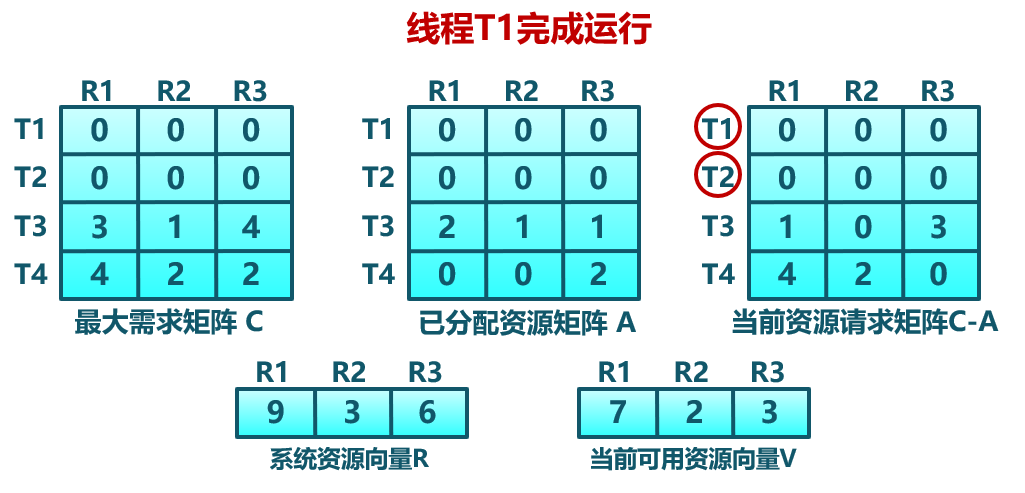 线程T1完成运行
R1 R2 R3
T1 0 0 0
T2 0 0 0
T3 3 1 4
T4 4 2 2
最大需求矩阵 C
R1 R2 R3
T1 0 0 0
T2 0 0 0
T3 2 1 1
T4 0 0 2
已分配资源矩阵 A
R1 R2 R3
T1 0 0 0
T2 0 0 0
T3 1 0 3
T4 4 2 0
当前资源请求矩阵C-A
R1 R2 R3
9 3 6
系统资源向量R
R1 R2 R3
7 2 3
当前可用资源向量V